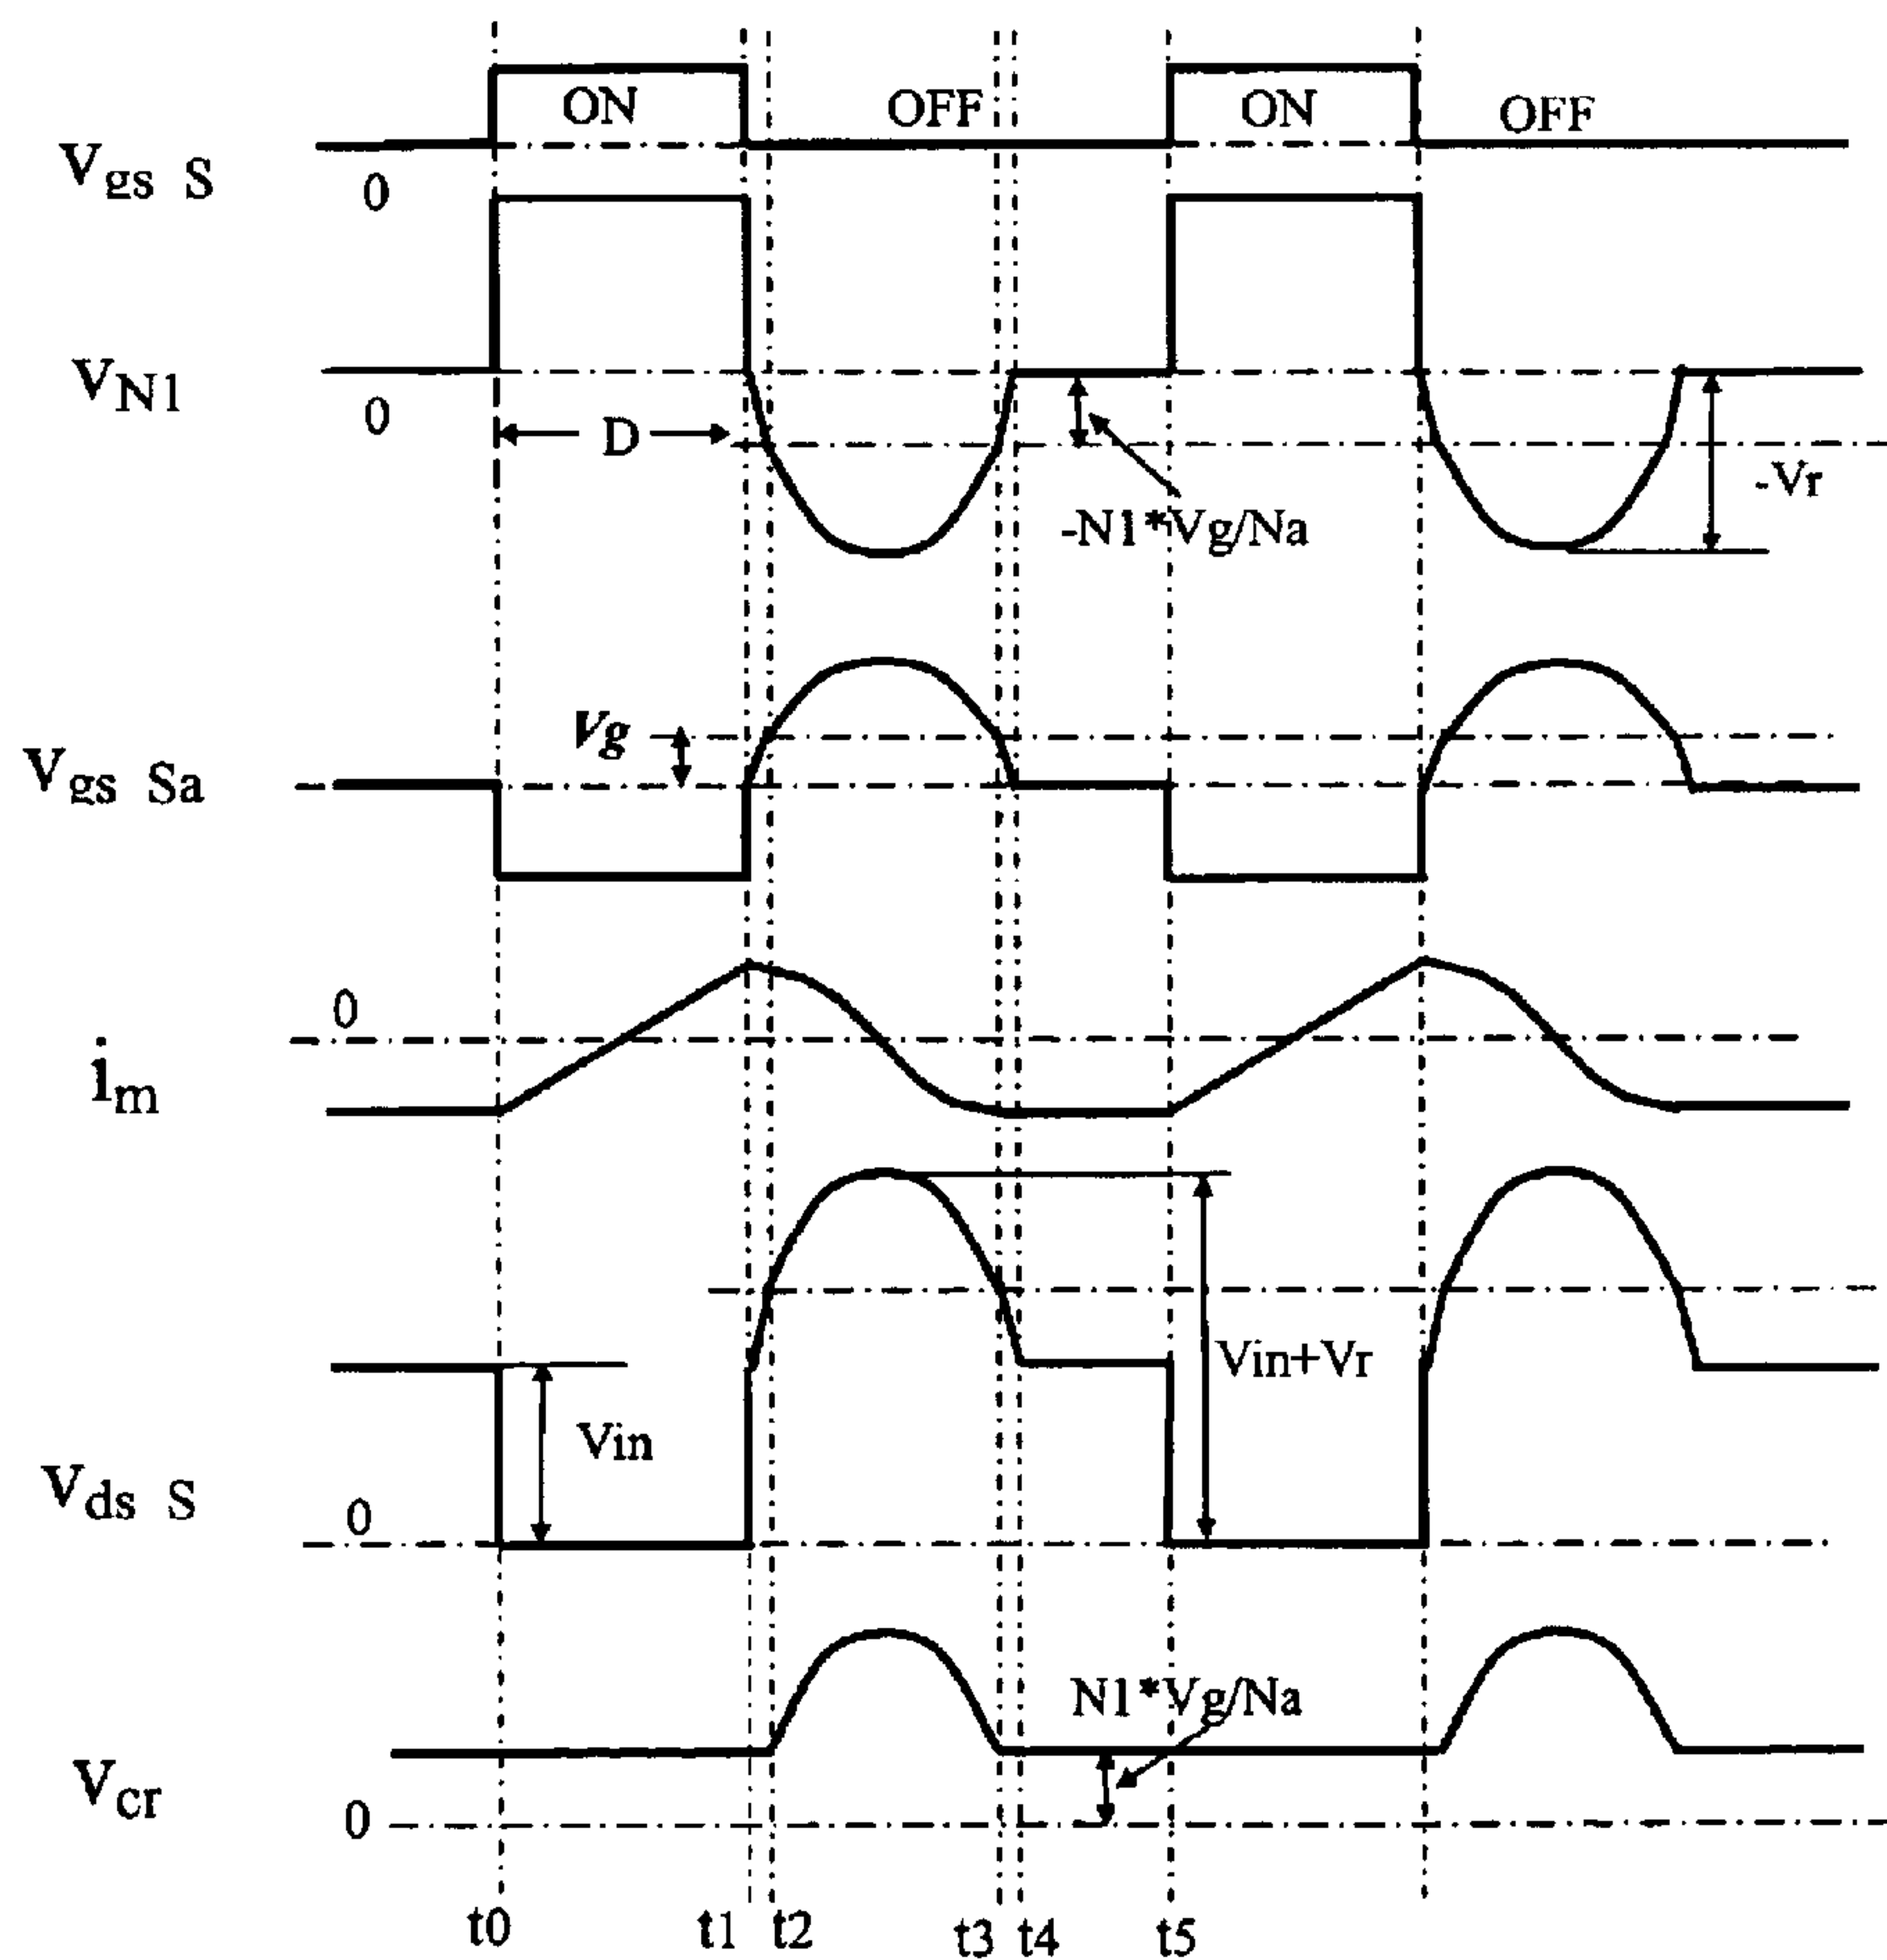 ON OFF ON OFF
Vgs S
0
VN1
0
D
-Vr
-N1*Vg/Na
Vg
Vgs Sa
0
im
Vin+Vr
Vin
Vds S
0
N1*Vg/Na
Vcr
0
t0 t1 t2 t3 t4 t5